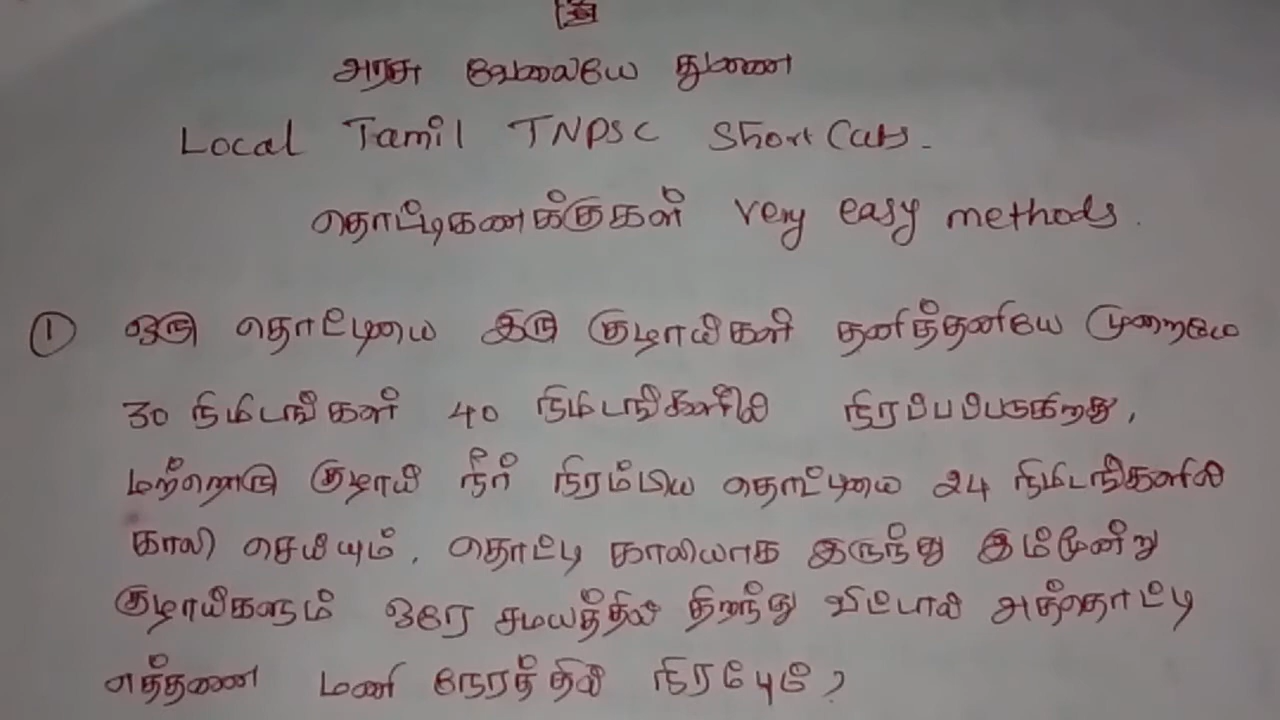 அரசு வேலையே துணை
Local Tamil TNPSC Short Cuts.
தொட்டிகணக்குகள் very easy methods.
① ஒரு தொட்டியை இரு குழாய்கள் தனித்தனியே முறையே
30 நிமிடங்கள் 40 நிமிடங்களில் நிரப்பப்படுகிறது,
மற்றொரு குழாய் நீர் நிரம்பிய தொட்டியை 24 நிமிடங்களில்
காலி செய்யும். தொட்டி காலியாக இருந்து இம்மூன்று
குழாய்களும் ஒரே சமயத்தில் திறந்து விட்டால் அத்தொட்டி
எத்தணை மணி நேரத்தில் நிரம்பும்?